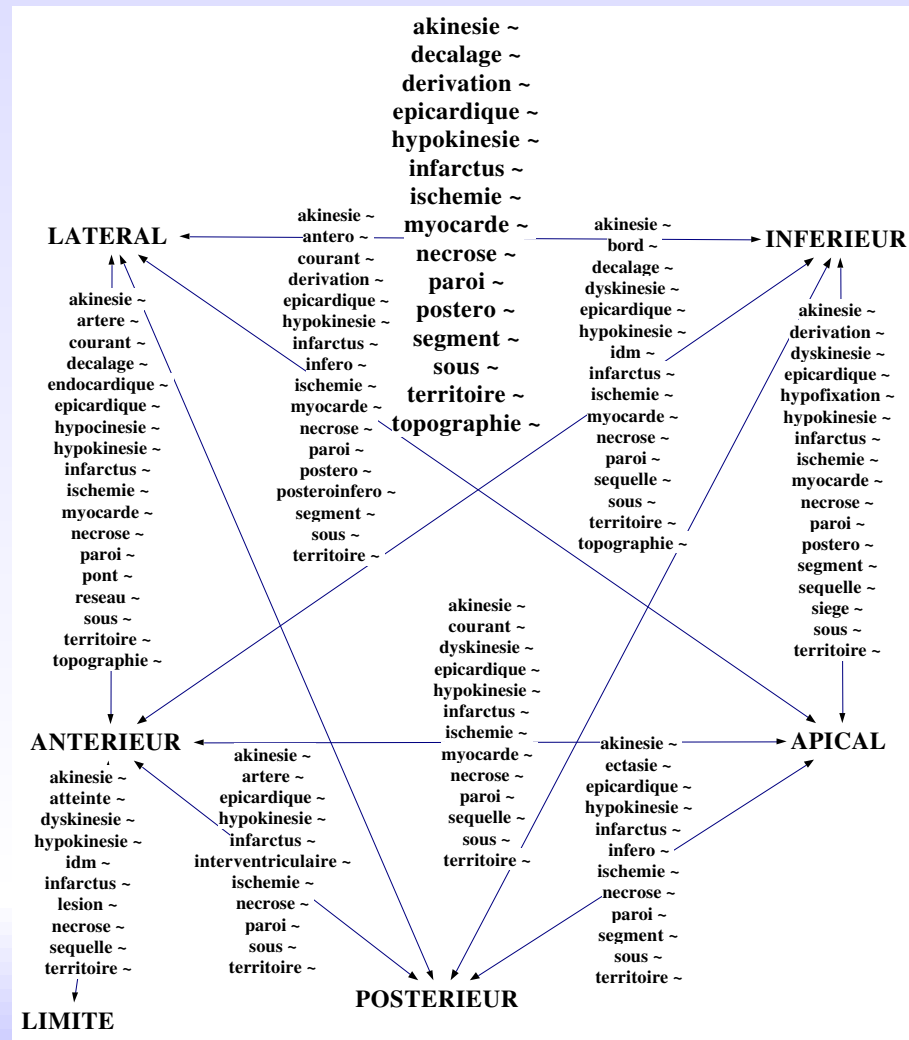 akinesie ~
decalage ~
derivation ~
epicardique ~
hypokinesie ~
infarctus ~
ischemie ~
myocarde ~
necrose ~
paroi ~
postero ~
segment ~
sous ~
territoire ~
topographie ~
LATERAL
INFERIEUR
akinesie ~
artere ~
courant ~
decalage ~
endocardique ~
epicardique ~
hypocinesie ~
hypokinesie ~
infarctus ~
ischemie ~
myocarde ~
necrose ~
paroi ~
pont ~
reseau ~
sous ~
territoire ~
topographie ~
akinesie ~
antero ~
courant ~
derivation ~
epicardique ~
hypokinesie ~
infarctus ~
infero ~
ischemie ~
myocarde ~
necrose ~
paroi ~
postero ~
posteroinfero ~
segment ~
sous ~
territoire ~
akinesie ~
bord ~
decalage ~
dyskinesie ~
epicardique ~
hypokinesie ~
idm ~
infarctus ~
ischemie ~
myocarde ~
necrose ~
paroi ~
sequelle ~
sous ~
territoire ~
topographie ~
akinesie ~
derivation ~
dyskinesie ~
epicardique ~
hypofixation ~
hypokinesie ~
infarctus ~
ischemie ~
myocarde ~
necrose ~
paroi ~
postero ~
segment ~
sequelle ~
siege ~
sous ~
territoire ~
akinesie ~
courant ~
dyskinesie ~
epicardique ~
hypokinesie ~
infarctus ~
ischemie ~
myocarde ~
necrose ~
paroi ~
sequelle ~
sous ~
territoire ~
ANTERIEUR
APICAL
akinesie ~
atteinte ~
dyskinesie ~
hypokinesie ~
idm ~
infarctus ~
lesion ~
necrose ~
sequelle ~
territoire ~
akinesie ~
artere ~
epicardique ~
hypokinesie ~
infarctus ~
interventriculaire ~
ischemie ~
necrose ~
paroi ~
sous ~
territoire ~
akinesie ~
ectasie ~
epicardique ~
hypokinesie ~
infarctus ~
infero ~
ischemie ~
necrose ~
paroi ~
segment ~
sous ~
territoire ~
POSTERIEUR
LIMITE